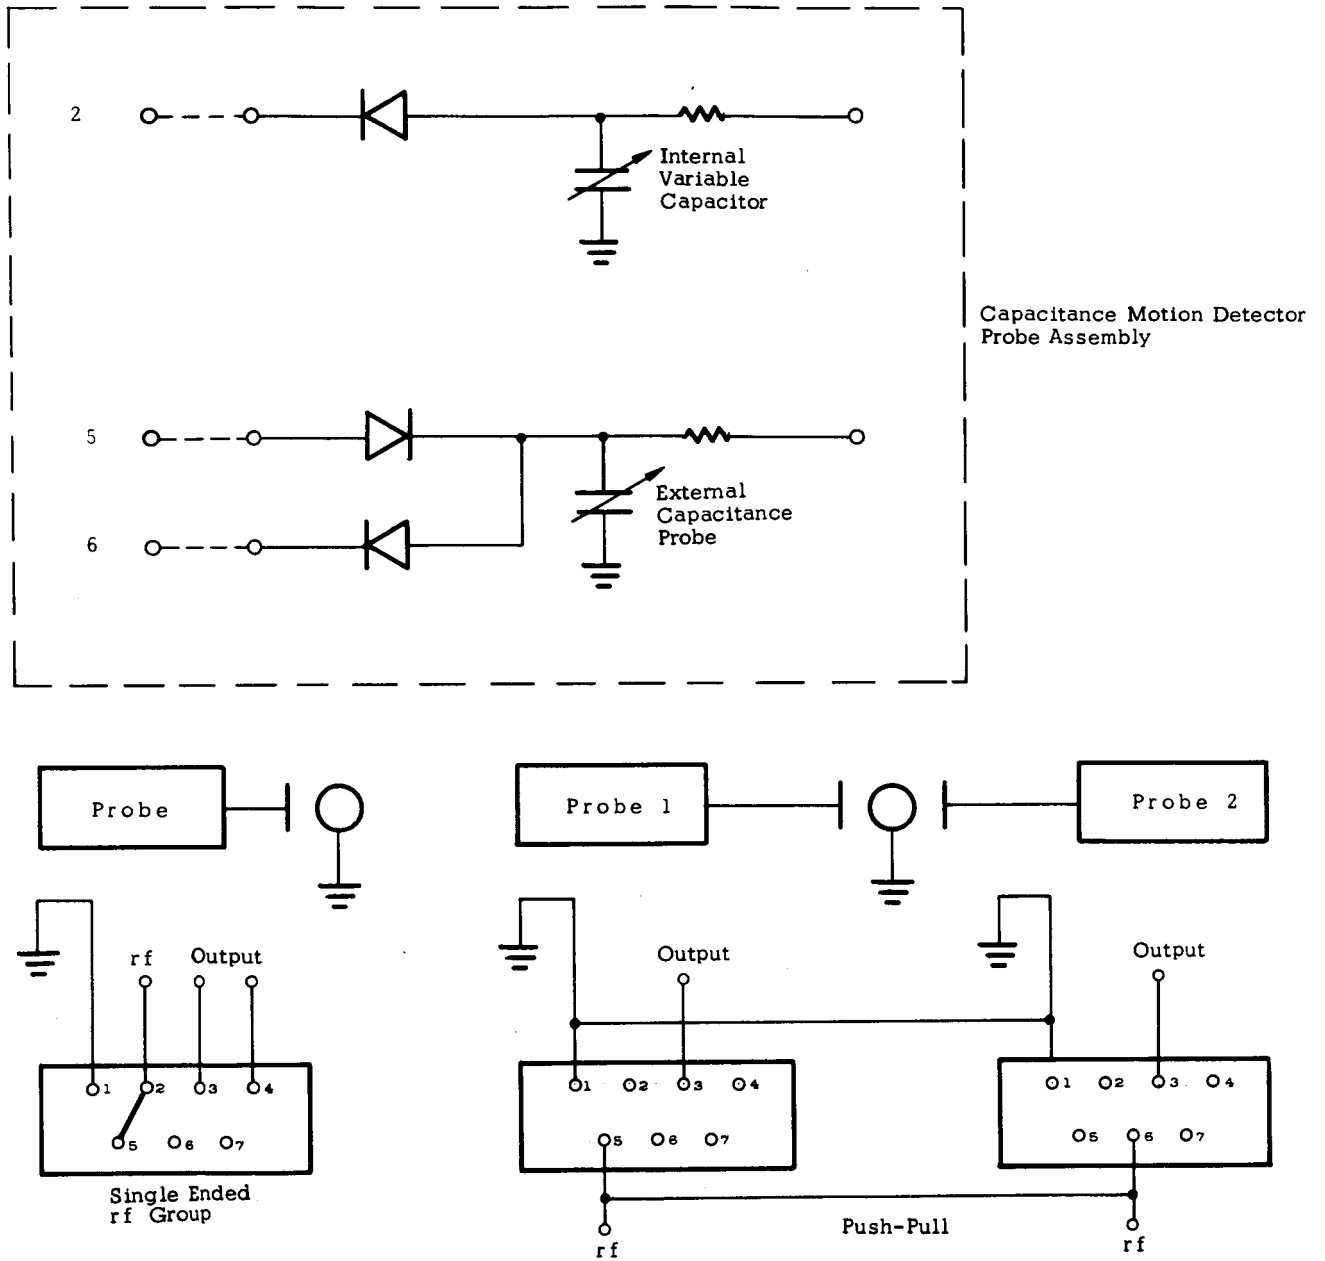 2
Internal
Variable
Capacitor
Capacitance Motion Detector
Probe Assembly
5
External
Capacitance
Probe
6
Probe
Probe 1
Probe 2
rf
Output
1 2 3 4
5 6 7
Single Ended
rf Group
Output
1 2 3 4
5 6 7
rf
Output
1 2 3 4
5 6 7
rf
Push-Pull